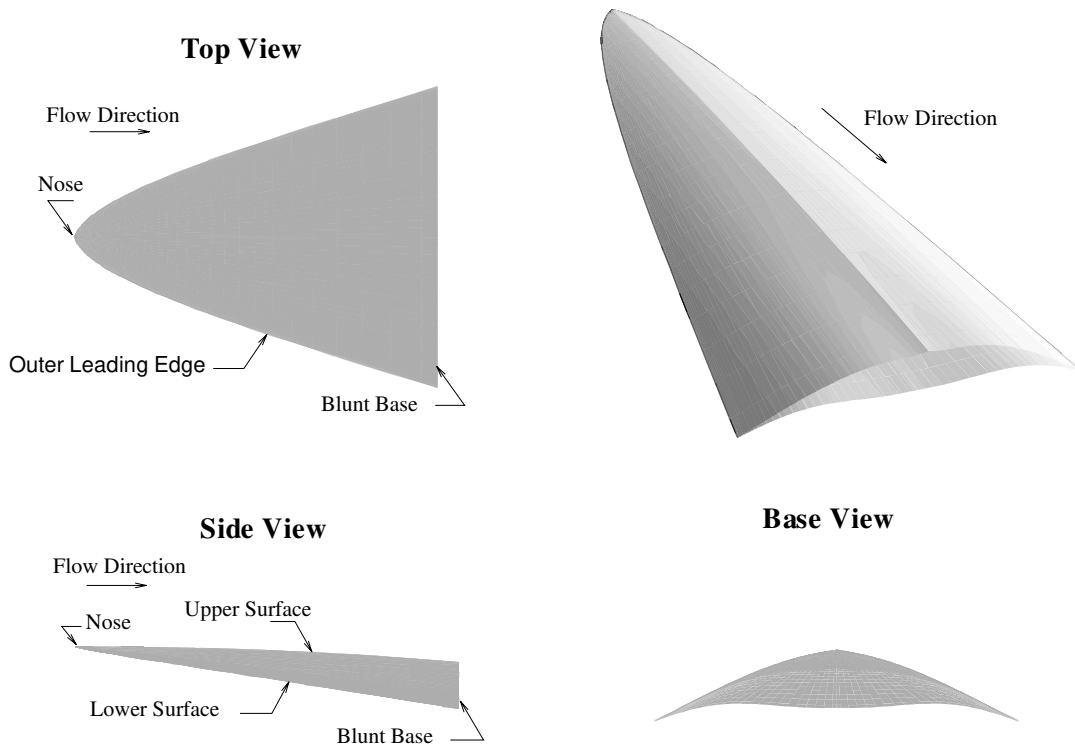 Top View
Flow Direction
Nose
Outer Leading Edge
Blunt Base
Flow Direction
Side View
Flow Direction
Nose
Upper Surface
Lower Surface
Blunt Base
Base View